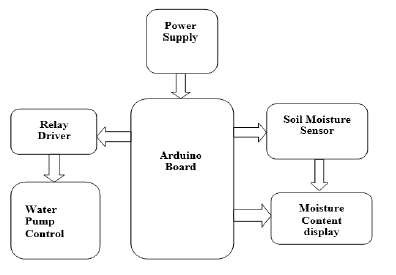 Power
Supply
Relay
Driver
Arduino
Board
Soil Moisture
Sensor
Water
Pump
Control
Moisture
Content
display